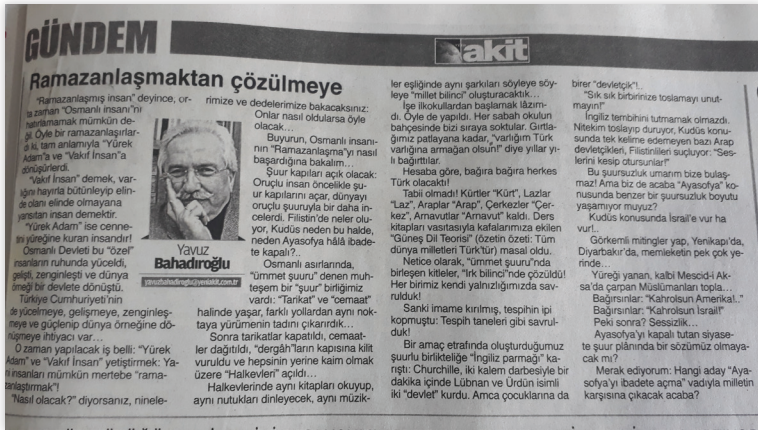 GÜNDEM
akit
Ramazanlaşmaktan çözülmeye
"Ramazanlaşmış insan" deyince, or-
ta zaman "Osmanlı insanı"nı
hatırlamamak mümkün de-
ğil. Öyle bir ramazanlaşırlar-
dı ki, tam anlamıyla "Yürek
Adam"a ve "Vakıf İnsan"a
dönüşürlerdi.
"Vakıf İnsan" demek, var-
lığını hayırla bütünleyip elin-
de olanı elinde olmayana
yansıtan insan demektir.
"Yürek Adam" ise cenne-
tini yüreğine kuran insandır!
Osmanlı Devleti bu "özel"
insanların ruhunda yüceldi,
gelişti, zenginleşti ve dünya
örneği bir devlete dönüştü.
Türkiye Cumhuriyeti'nin
de yücelmeye, gelişmeye, zenginleş-
meye ve güçlenip dünya örneğine dö-
nüşmeye ihtiyacı var...
O zaman yapılacak iş belli: "Yürek
Adam" ve "Vakıf İnsan" yetiştirmek: Ya-
ni insanları mümkün mertebe "rama-
zanlaştırmak"!
"Nasıl olacak?" diyorsanız, ninele-
Yavuz
Bahadıroğlu
yavuzbahadiroglu@yeniakit.com.tr
rimize ve dedelerimize bakacaksınız:
Onlar nasıl oldularsa öyle
olacak...
Buyurun, Osmanlı insanı-
nın "Ramazanlaşma"yı nasıl
başardığına bakalım...
Şuur kapıları açık olacak:
Oruçlu insan öncelikle şu-
ur kapılarını açar, dünyayı
oruçlu şuuruyla bir daha in-
celerdi. Filistin'de neler olu-
yor, Kudüs neden bu halde,
neden Ayasofya hâlâ ibade-
te kapalı?..
Osmanlı asırlarında,
"ümmet şuuru" denen muh-
teşem bir "şuur" birliğimiz
vardı: "Tarikat" ve "cemaat"
halinde yaşar, farklı yollardan aynı nok-
taya yürümenin tadını çıkarırdık...
Sonra tarikatlar kapatıldı, cemaat-
ler dağıtıldı, "dergâh"ların kapısına kilit
vuruldu ve hepsinin yerine kaim olmak
üzere "Halkevleri" açıldı...
Halkevlerinde aynı kitapları okuyup,
aynı nutukları dinleyecek, aynı müzik-
ler eşliğinde aynı şarkıları söyleye söy-
leye "millet bilinci" oluşturacaktık...
İşe ilkokullardan başlamak lâzım-
dı. Öyle de yapıldı. Her sabah okulun
bahçesinde bizi sıraya soktular. Gırtla-
ğımız patlayana kadar, "varlığım Türk
varlığına armağan olsun!" diye yıllar yı-
lı bağırttılar.
Hesaba göre, bağıra bağıra herkes
Türk olacaktı!
Tabii olmadı! Kürtler "Kürt", Lazlar
"Laz", Araplar "Arap", Çerkezler "Çer-
kez", Arnavutlar "Arnavut" kaldı. Ders
kitapları vasıtasıyla kafalarımıza ekilen
"Güneş Dil Teorisi" (özetin özeti: Tüm
dünya milletleri Türk'tür) masal oldu.
Netice olarak, "ümmet şuuru"nda
birleşen kitleler, "Irk bilinci"nde çözüldü!
Her birimiz kendi yalnızlığımızda sav-
rulduk!
Sanki imame kırılmış, tespihin ipi
kopmuştu: Tespih taneleri gibi savrul-
duk!
Bir amaç etrafında oluşturduğumuz
şuurlu birlikteliğe "İngiliz parmağı" ka-
rıştı: Churchille, iki kalem darbesiyle bir
dakika içinde Lübnan ve Ürdün isimli
iki "devlet" kurdu. Amca çocuklarına da
birer "devletçik"!..
"Sık sık birbirinize toslamayı unut-
mayın!"
İngiliz tembihini tutmamak olmazdı.
Nitekim toslayıp duruyor, Kudüs konu-
sunda tek kelime edemeyen bazı Arap
devletçikleri, Filistinlileri suçluyor: "Ses-
lerini kesip otursunlar!"
Bu şuursuzluk umarım bize bulaş-
maz! Ama biz de acaba "Ayasofya" ko-
nusunda benzer bir şuursuzluk boyutu
yaşamıyor muyuz?
Kudüs konusunda İsrail'e vur ha
vur!..
Görkemli mitingler yap, Yenikapı'da,
Diyarbakır'da, memleketin pek çok ye-
rinde...
Yüreği yanan, kalbi Mescid-i Ak-
sa'da çarpan Müslümanları topla...
Bağırsınlar: "Kahrolsun Amerika!.."
Bağırsınlar: "Kahrolsun İsrail!"
Peki sonra? Sessizlik...
Ayasofya'yı kapalı tutan siyase-
te şuur plânında bir sözümüz olmaya-
cak mı?
Merak ediyorum: Hangi aday "Aya-
sofya'yı ibadete açma" vadıyla milletin
karşısına çıkacak acaba?